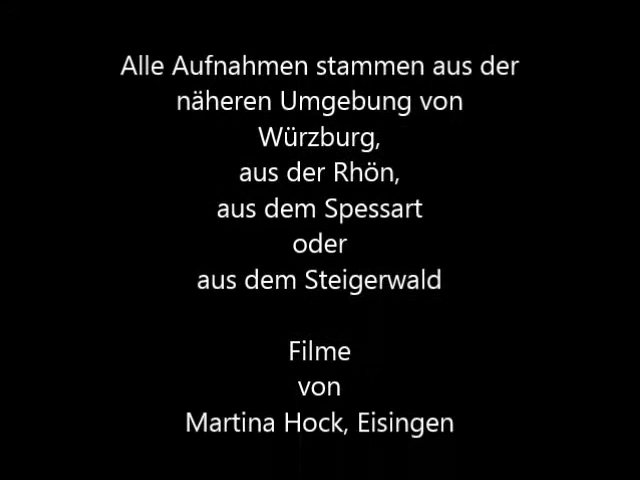 Alle Aufnahmen stammen aus der
näheren Umgebung von
Würzburg,
aus der Rhön,
aus dem Spessart
oder
aus dem Steigerwald
Filme
von
Martina Hock, Eisingen